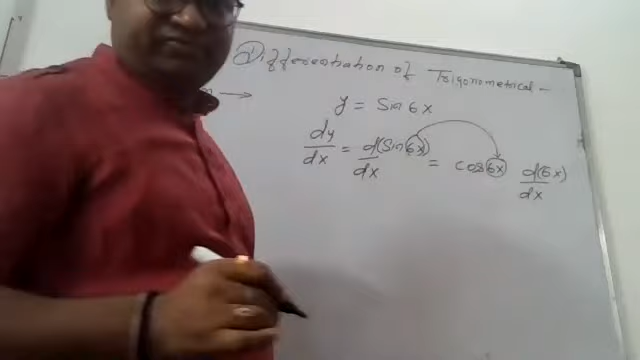 Differentiation of Trigonometrical -
→
y = Sin 6x
dy/dx = d(Sin 6x)/dx = cos 6x d(6x)/dx